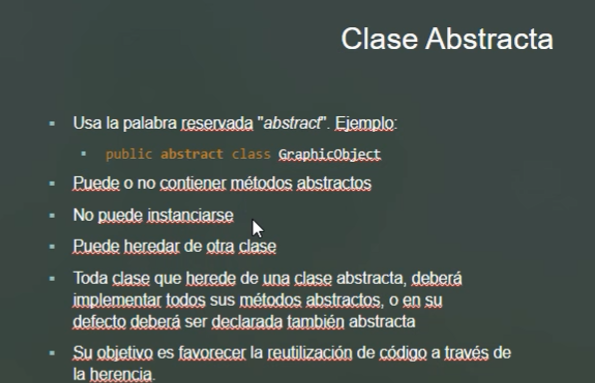 Clase Abstracta
Usa la palabra reservada "abstract". Ejemplo:
public abstract class GraphicObject
Puede o no contiener métodos abstractos
No puede instanciarse
Puede heredar de otra clase
Toda clase que herede de una clase abstracta, deberá
implementar todos sus métodos abstractos, o en su
defecto deberá ser declarada también abstracta
Su objetivo es favorecer la reutilización de código a través de
la herencia.